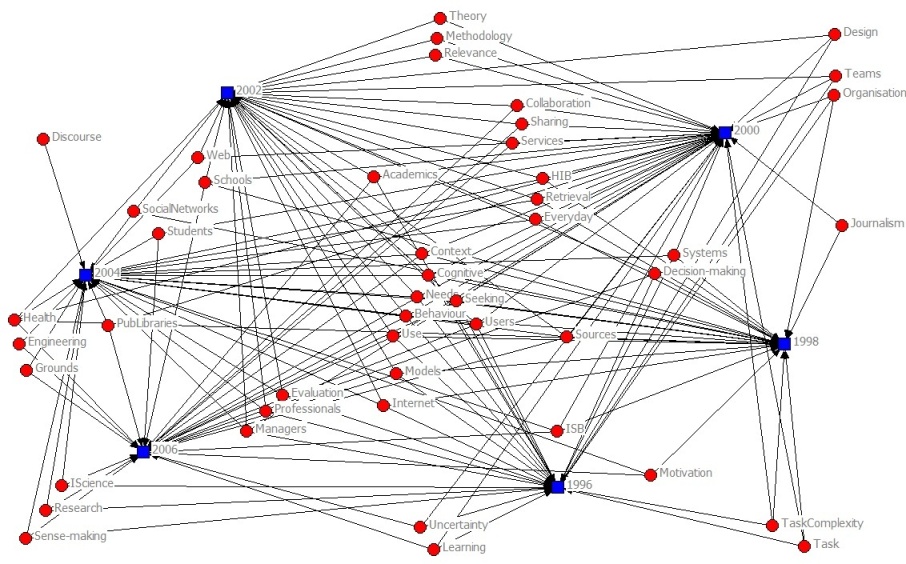 Theory
Methodology
Relevance
Design
Teams
Organisation
2002
Collaboration
Sharing
Services
2000
Discourse
Web
Schools
Academics
HIB
Retrieval
Everyday
SocialNetworks
Students
Journalism
Context
Systems
Cognitive
Decision-making
2004
Needs
Seeking
Behaviour
Users
Health
PubLibraries
Use
Sources
Engineering
1998
Grounds
Models
Evaluation
Internet
Professionals
Managers
ISB
2006
Motivation
IScience
1996
Research
Uncertainty
TaskComplexity
Sense-making
Learning
Task